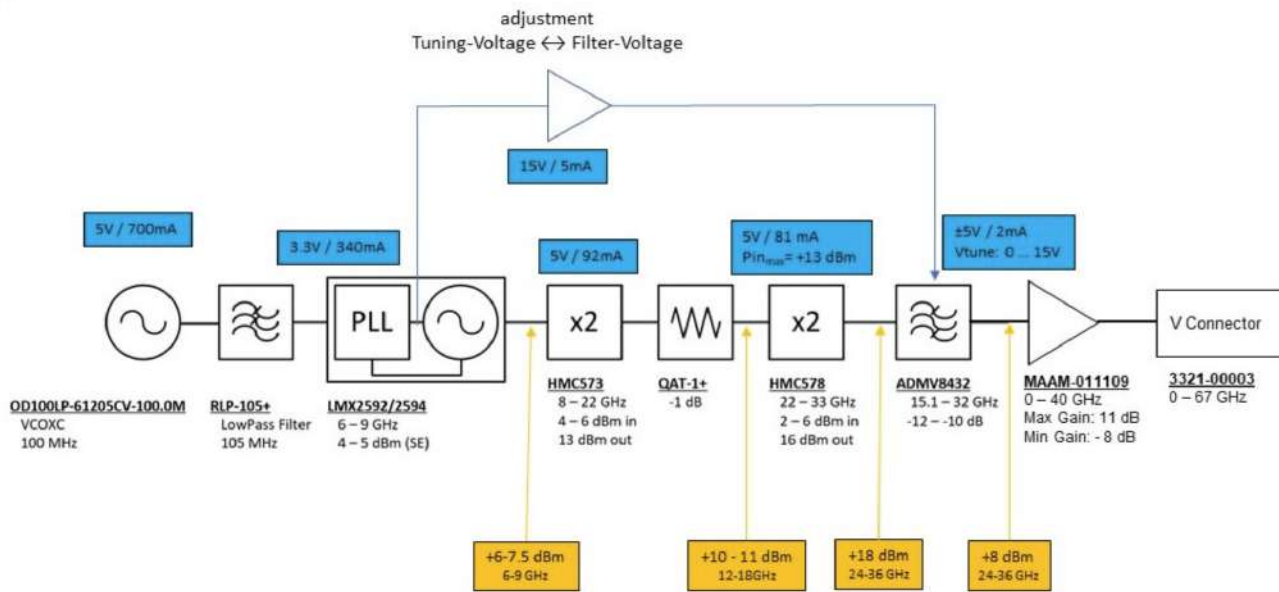 adjustment
Tuning-Voltage ↔ Filter-Voltage
15V / 5mA
5V / 700mA
3.3V / 340mA
5V / 92mA
5V / 81 mA
Pinmax= +13 dBm
±5V / 2mA
Vtune: 0 ... 15V
PLL
x2
x2
V Connector
OD100LP-61205CV-100.0M
VCOXC
100 MHz
RLP-105+
LowPass Filter
105 MHz
LMX2592/2594
6 – 9 GHz
4 – 5 dBm (SE)
HMC573
8 – 22 GHz
4 – 6 dBm in
13 dBm out
QAT-1+
-1 dB
HMC578
22 – 33 GHz
2 – 6 dBm in
16 dBm out
ADMV8432
15.1 – 32 GHz
-12 – -10 dB
MAAM-011109
0 – 40 GHz
Max Gain: 11 dB
Min Gain: - 8 dB
3321-00003
0 – 67 GHz
+6-7.5 dBm
6-9 GHz
+10 - 11 dBm
12-18GHz
+18 dBm
24-36 GHz
+8 dBm
24-36 GHz